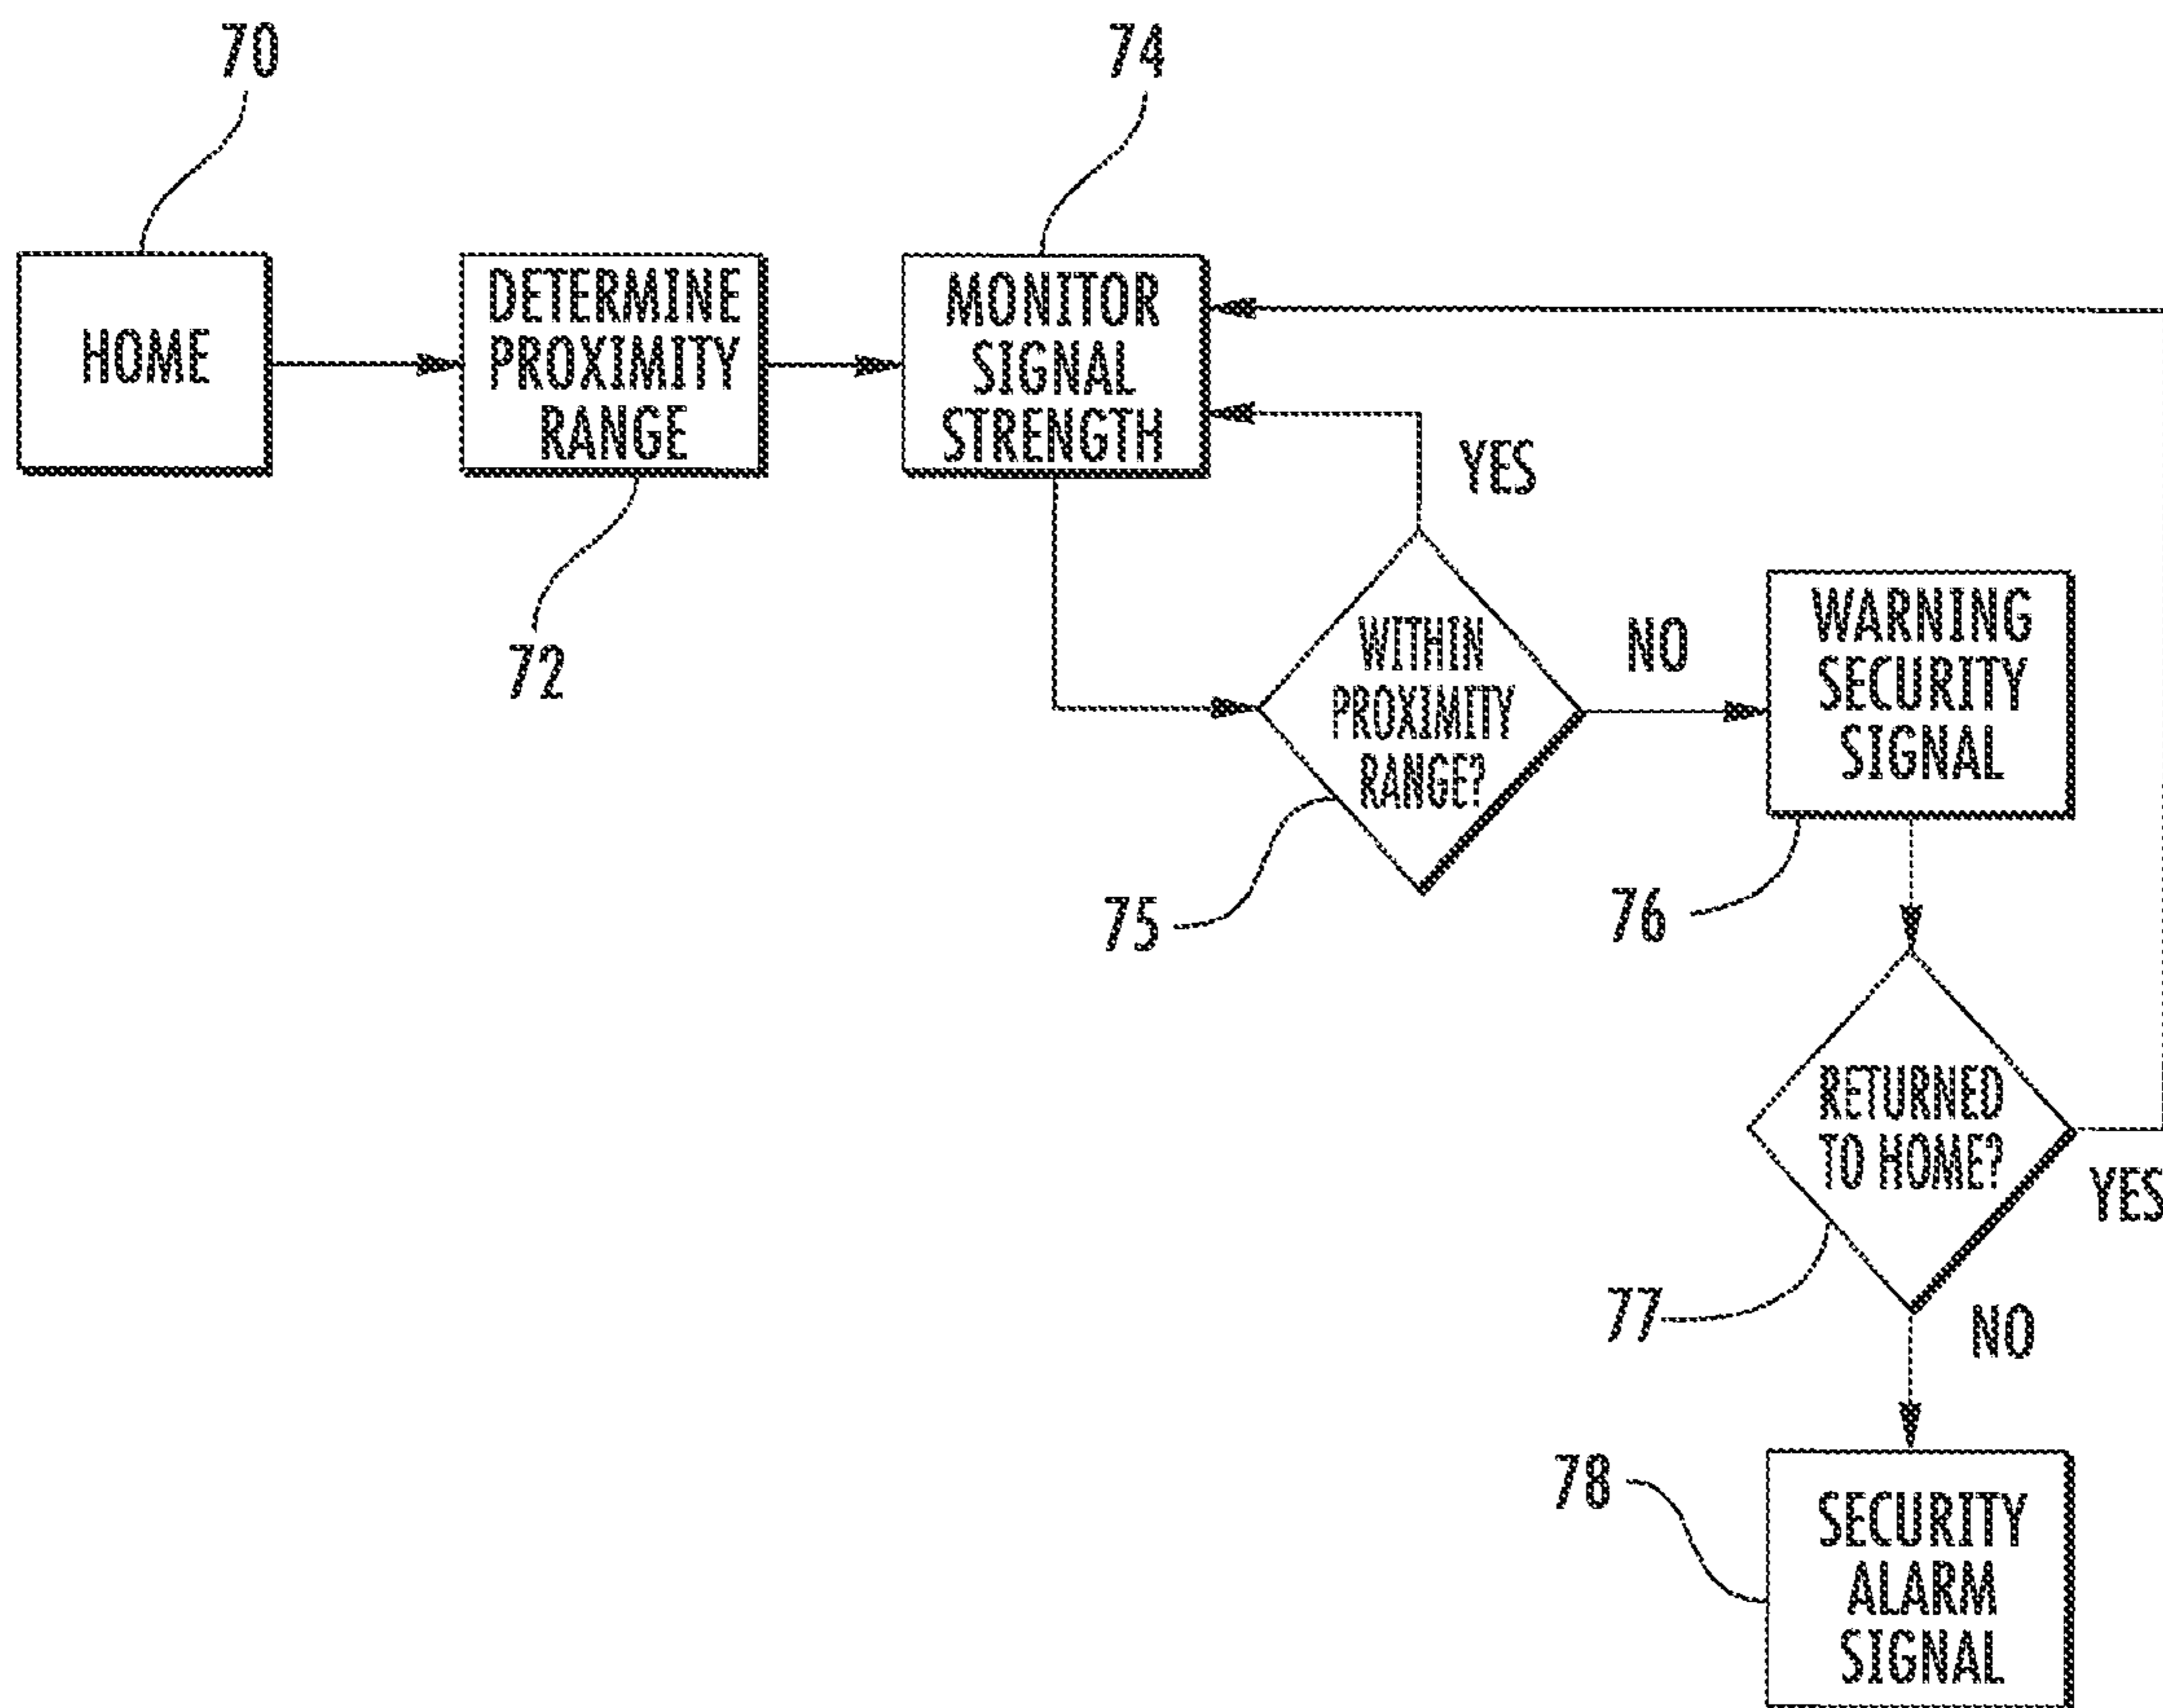 70
74
HOME
DETERMINE
PROXIMITY
RANGE
MONITOR
SIGNAL
STRENGTH
YES
72
WITHIN
PROXIMITY
RANGE?
NO
WARNING
SECURITY
SIGNAL
75
76
RETURNED
TO HOME?
YES
77
NO
78
SECURITY
ALARM
SIGNAL